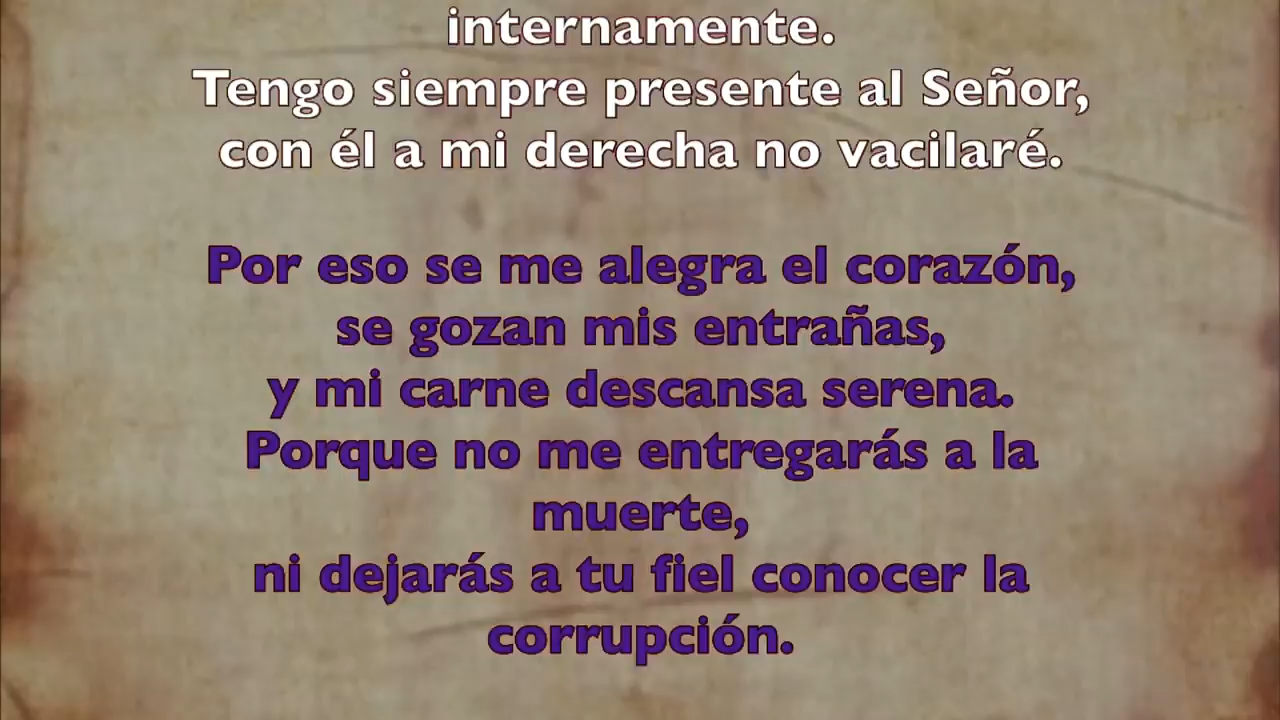 internamente.
Tengo siempre presente al Señor,
con él a mi derecha no vacilaré.
Por eso se me alegra el corazón,
se gozan mis entrañas,
y mi carne descansa serena.
Porque no me entregarás a la
muerte,
ni dejarás a tu fiel conocer la
corrupción.